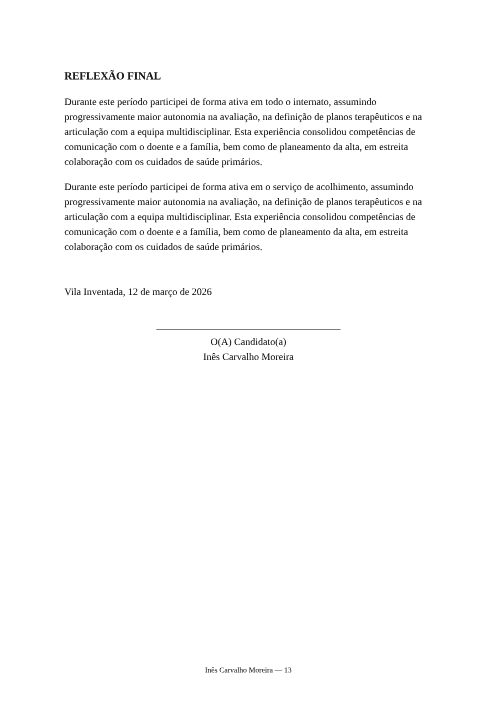 REFLEXÃO FINAL
Durante este período participei de forma ativa em todo o internato, assumindo
progressivamente maior autonomia na avaliação, na definição de planos terapêuticos e na
articulação com a equipa multidisciplinar. Esta experiência consolidou competências de
comunicação com o doente e a família, bem como de planeamento da alta, em estreita
colaboração com os cuidados de saúde primários.
Durante este período participei de forma ativa em o serviço de acolhimento, assumindo
progressivamente maior autonomia na avaliação, na definição de planos terapêuticos e na
articulação com a equipa multidisciplinar. Esta experiência consolidou competências de
comunicação com o doente e a família, bem como de planeamento da alta, em estreita
colaboração com os cuidados de saúde primários.
Vila Inventada, 12 de março de 2026
O(A) Candidato(a)
Inês Carvalho Moreira
Inês Carvalho Moreira — 13